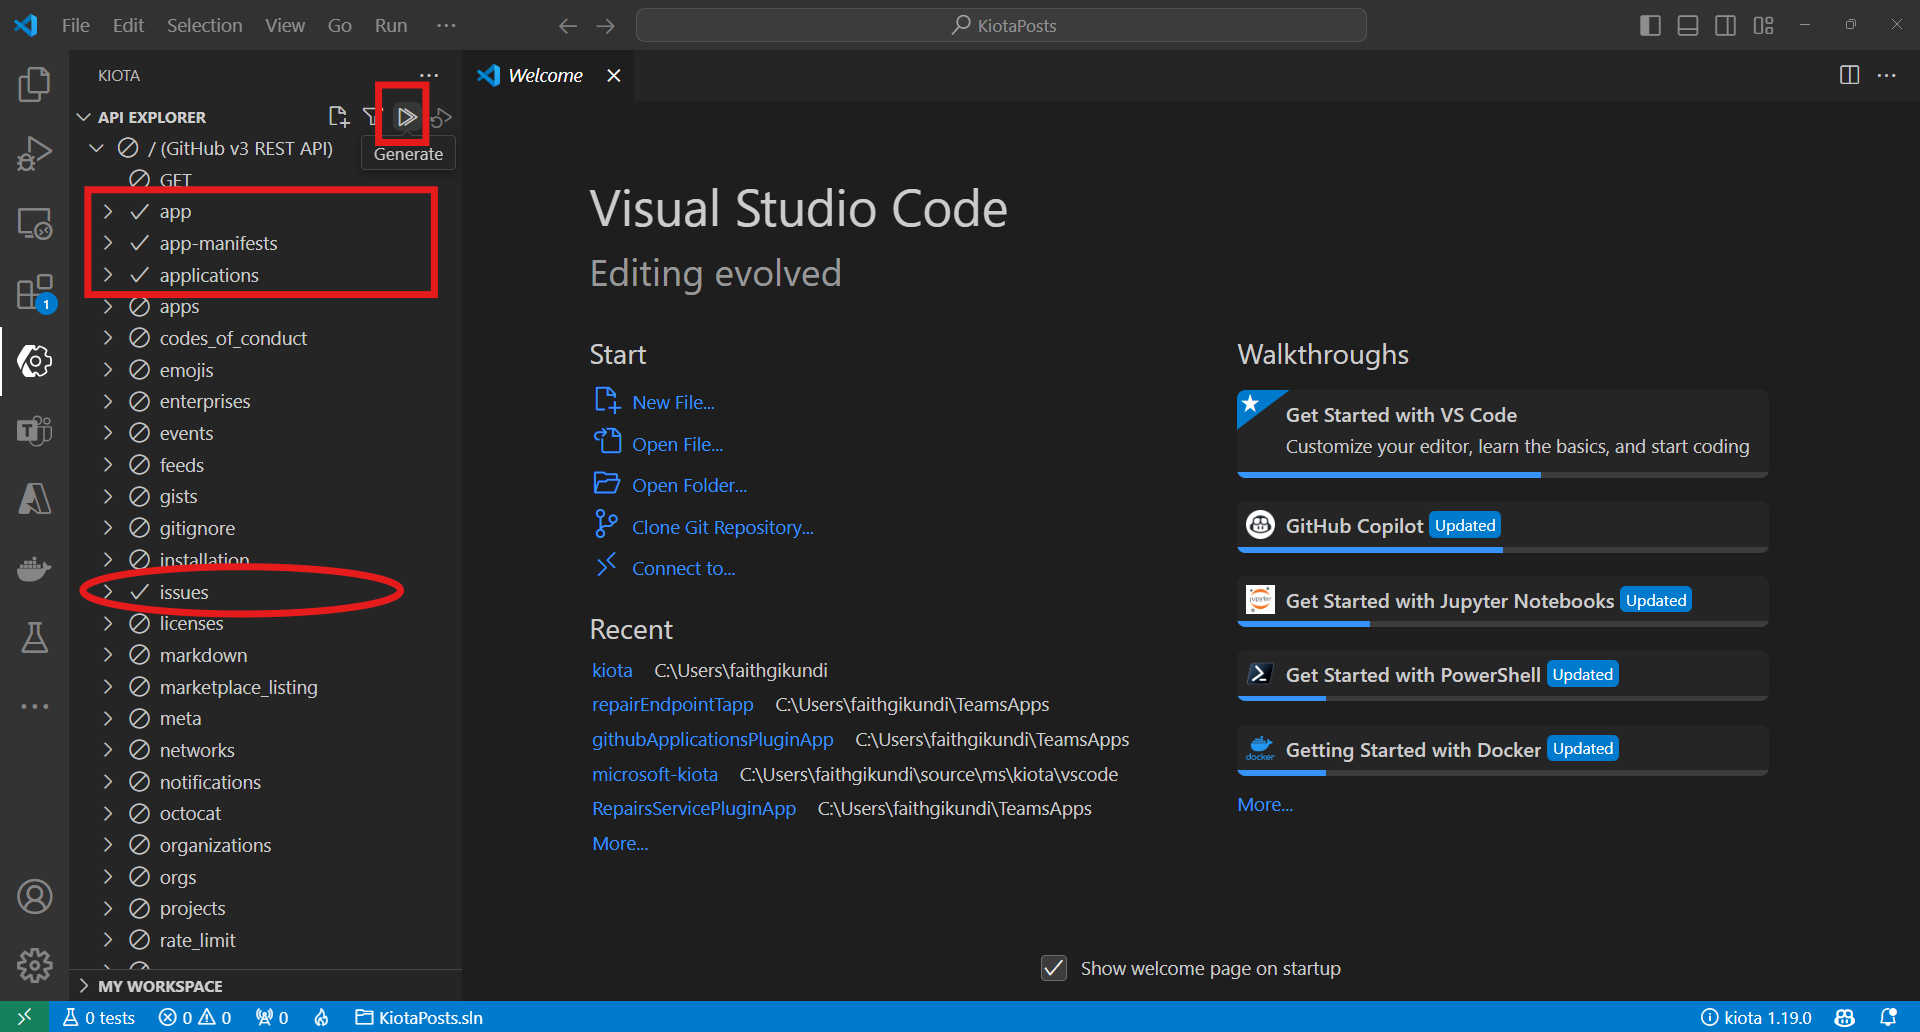 File Edit Selection View Go Run ···
KiotaPosts
KIOTA
Welcome
API EXPLORER
/ (GitHub v3 REST API)
Generate
GET
app
app-manifests
applications
apps
codes_of_conduct
emojis
enterprises
events
feeds
gists
gitignore
installation
issues
licenses
markdown
marketplace_listing
meta
networks
notifications
octocat
organizations
orgs
projects
rate_limit
MY WORKSPACE
1
Visual Studio Code
Editing evolved
Start
New File...
Open File...
Open Folder...
Clone Git Repository...
Connect to...
Recent
kiota C:\Users\faithgikundi
repairEndpointTapp C:\Users\faithgikundi\TeamsApps
githubApplicationsPluginApp C:\Users\faithgikundi\TeamsApps
microsoft-kiota C:\Users\faithgikundi\source\ms\kiota\vscode
RepairsServicePluginApp C:\Users\faithgikundi\TeamsApps
More...
Walkthroughs
Get Started with VS Code
Customize your editor, learn the basics, and start coding
GitHub Copilot Updated
jupyter
Get Started with Jupyter Notebooks Updated
Get Started with PowerShell Updated
docker
Getting Started with Docker Updated
More...
Show welcome page on startup
0 tests 0 0 0 KiotaPosts.sln kiota 1.19.0